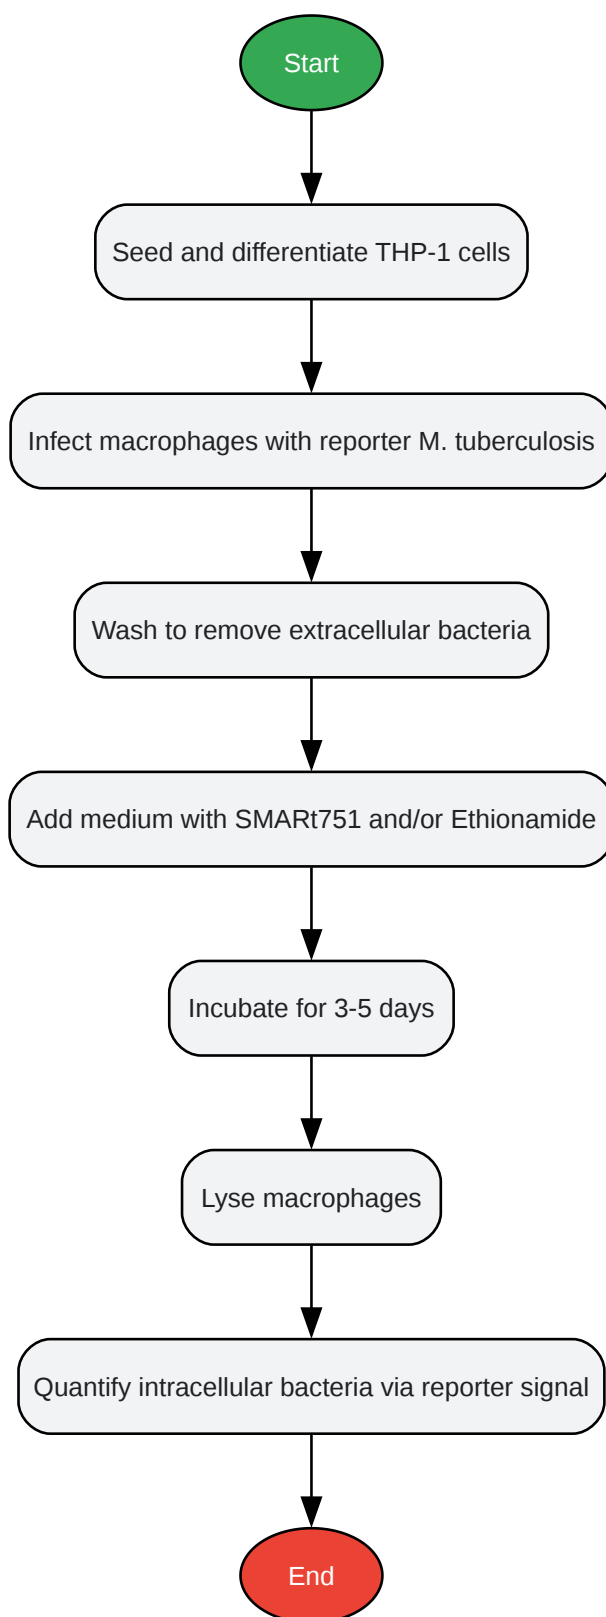 Start
Seed and differentiate THP-1 cells
Infect macrophages with reporter M. tuberculosis
Wash to remove extracellular bacteria
Add medium with SMARt751 and/or Ethionamide
Incubate for 3-5 days
Lyse macrophages
Quantify intracellular bacteria via reporter signal
End